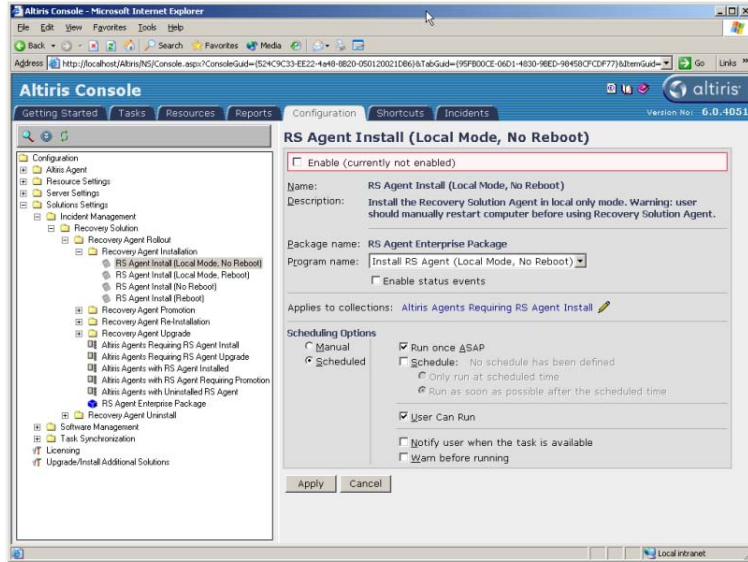 Altiris Console - Microsoft Internet Explorer
File Edit View Favorites Tools Help
Back Search Favorites Media
Address http://localhost/Altiris/NS/Console.aspx?ConsoleGuid={524C9C33-EE22-4a48-8B20-050120021DB6}&TabGuid={95FB00CE-06D1-4830-9BED-98458CFCDF77}&ItemGuid= Go Links »
Altiris Console
altiris
Getting Started Tasks Resources Reports Configuration Shortcuts Incidents Version No: 6.0.4051
RS Agent Install (Local Mode, No Reboot)
Enable (currently not enabled)
Name: RS Agent Install (Local Mode, No Reboot)
Description: Install the Recovery Solution Agent in local only mode. Warning: user
should manually restart computer before using Recovery Solution Agent.
Package name: RS Agent Enterprise Package
Program name: Install RS Agent (Local Mode, No Reboot)
Enable status events
Applies to collections: Altiris Agents Requiring RS Agent Install
Scheduling Options
Manual
Scheduled
Run once ASAP
Schedule: No schedule has been defined
Only run at scheduled time
Run as soon as possible after the scheduled time
User Can Run
Notify user when the task is available
Warn before running
Apply Cancel
Configuration
Altiris Agent
Resource Settings
Server Settings
Solutions Settings
Incident Management
Recovery Solution
Recovery Agent Rollout
Recovery Agent Installation
RS Agent Install (Local Mode, No Reboot)
RS Agent Install (Local Mode, Reboot)
RS Agent Install (No Reboot)
RS Agent Install (Reboot)
Recovery Agent Promotion
Recovery Agent Re-Installation
Recovery Agent Upgrade
Altiris Agents Requiring RS Agent Install
Altiris Agents Requiring RS Agent Upgrade
Altiris Agents with RS Agent Installed
Altiris Agents with RS Agent Requiring Promotion
Altiris Agents with Uninstalled RS Agent
RS Agent Enterprise Package
Recovery Agent Uninstall
Software Management
Task Synchronization
Licensing
Upgrade/Install Additional Solutions
Local intranet